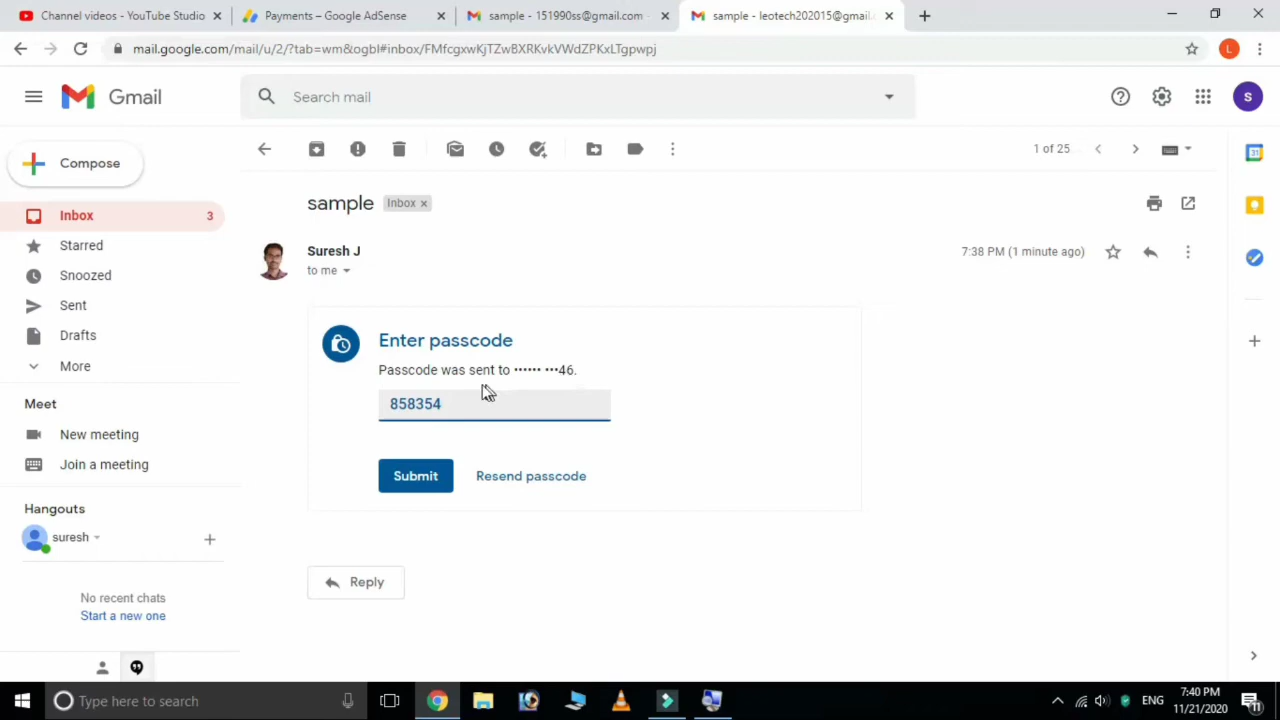 Channel videos - YouTube Studio
Payments – Google AdSense
sample - 151990ss@gmail.com -
sample - leotech202015@gmail.
mail.google.com/mail/u/2/?tab=wm&ogbl#inbox/FMfcgxwKjTZwBXRKvkVWdZPKxLTgpwpj
L
Gmail
Search mail
S
Compose
1 of 25
Inbox
3
Starred
Snoozed
Sent
Drafts
More
Meet
New meeting
Join a meeting
Hangouts
suresh
No recent chats
Start a new one
sample
Inbox x
Suresh J
7:38 PM (1 minute ago)
to me
Enter passcode
Passcode was sent to •••••• •••46.
858354
Submit
Resend passcode
Reply
31
Type here to search
ENG
7:40 PM
11/21/2020
11